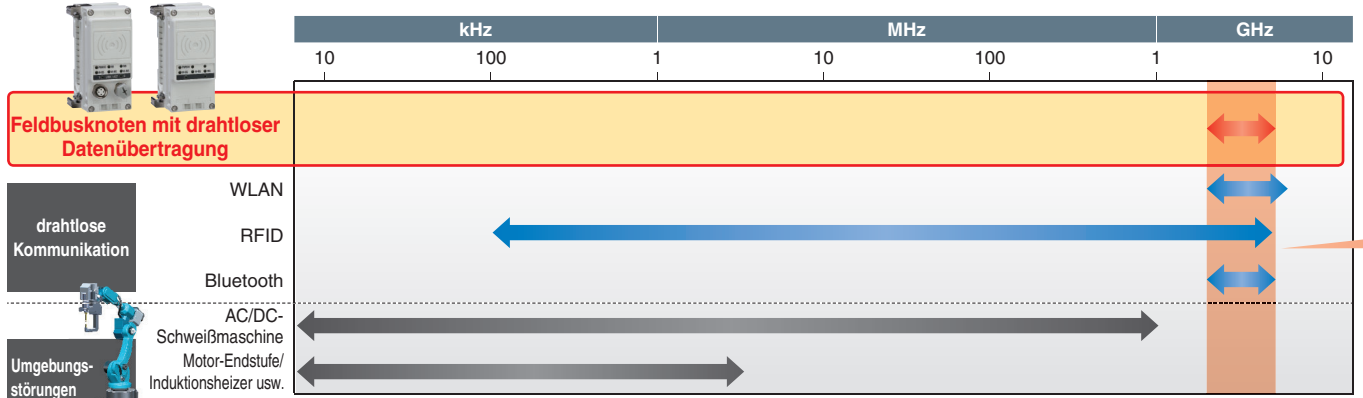 kHz MHz GHz
10 100 1 10 100 1 10
Feldbusknoten mit drahtloser
Datenübertragung
drahtlose
Kommunikation
WLAN
RFID
Bluetooth
Umgebungs-
störungen
AC/DC-
Schweißmaschine
Motor-Endstufe/
Induktionsheizer usw.